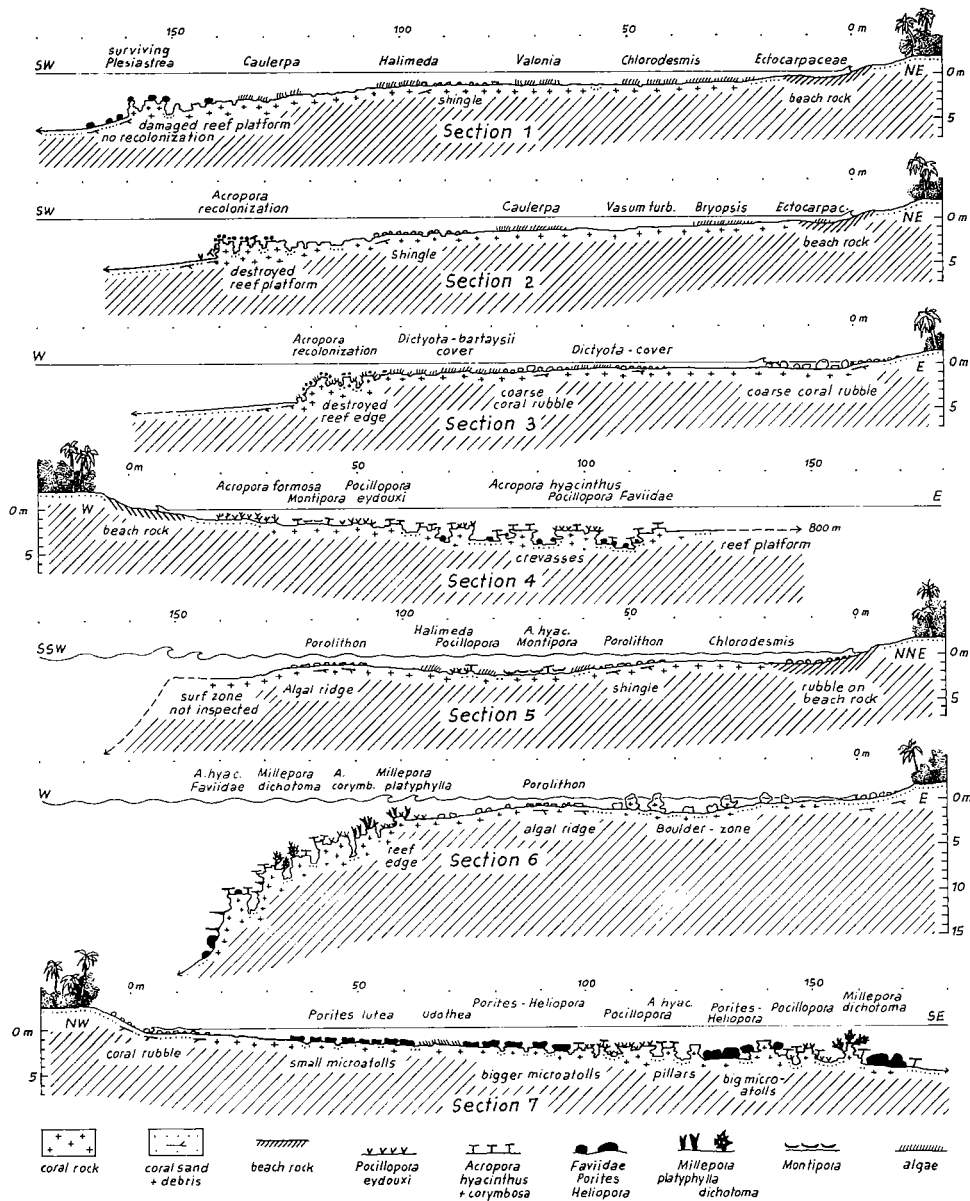 150 100 50 0 m
surviving
Plesiastrea Caulerpa Halimeda Valonia Chlorodesmis Ectocarpaceae
SW NE
0 m
shingle beach rock
damaged reef platform
no recolonization
5
Section 1
0 m
Acropora
recolonization Caulerpa Vasum turb. Bryopsis Ectocarpac.
SW NE
0 m
Shingle beach rock
destroyed
reef platform
5
Section 2
0 m
Acropora Dictyota - bartaysii
recolonization cover Dictyota - cover
W E
0 m
destroyed coarse coarse coral rubble
reef edge coral rubble
5
Section 3
0 m 50 100 150
Acropora formosa Pocillopora Acropora hyacinthus
Montipora eydouxi Pocillopora Faviidae
W E
0 m
beach rock 800 m
reef platform
crevasses
5
Section 4
150 100 50 0 m
Halimeda A. hyac.
Porolithon Pocillopora Montipora Porolithon Chlorodesmis
SSW NNE
0 m
Algal ridge shingle rubble on
beach rock
surf zone
not inspected
5
Section 5
0 m
A. hyac. Millepora A. Millepora
Faviidae dichotoma corymb. platyphylla Porolithon
W E
0 m
algal ridge Boulder - zone
reef
edge
Section 6
5
10
15
0 m 50 100 150
Porites lutea Udothea Porites - Heliopora Pocillopora A hyac. Porites- Heliopora Pocillopora Millepora dichotoma
NW SE
0 m
coral rubble small microatolls bigger microatolls pillars big micro-
atolls
5
Section 7
coral rock
coral sand
+ debris
beach rock
Pocillopora
eydouxi
Acropora
hyacinthus
+ corymbosa
Faviidae
Porites
Heliopora
Millepora
platyphylla
dichotoma
Montipora
algae